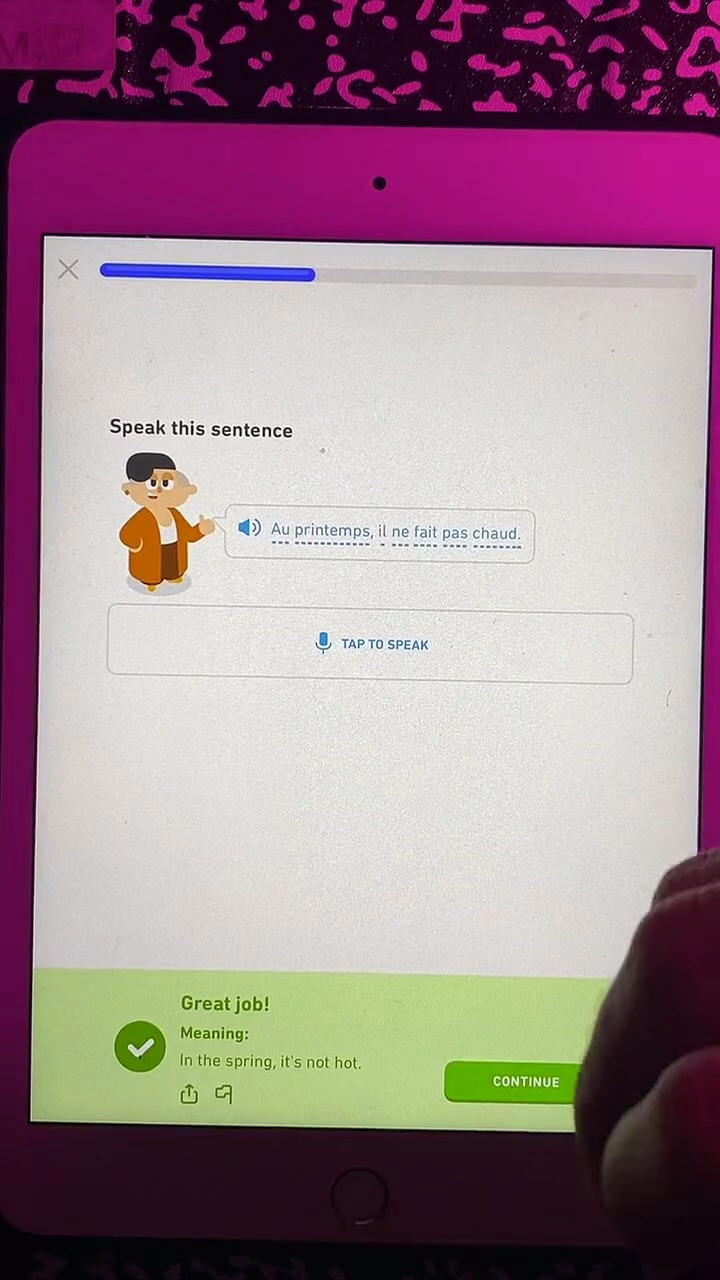 M
Speak this sentence
Au printemps, il ne fait pas chaud.
TAP TO SPEAK
Great job!
Meaning:
In the spring, it's not hot.
CONTINUE